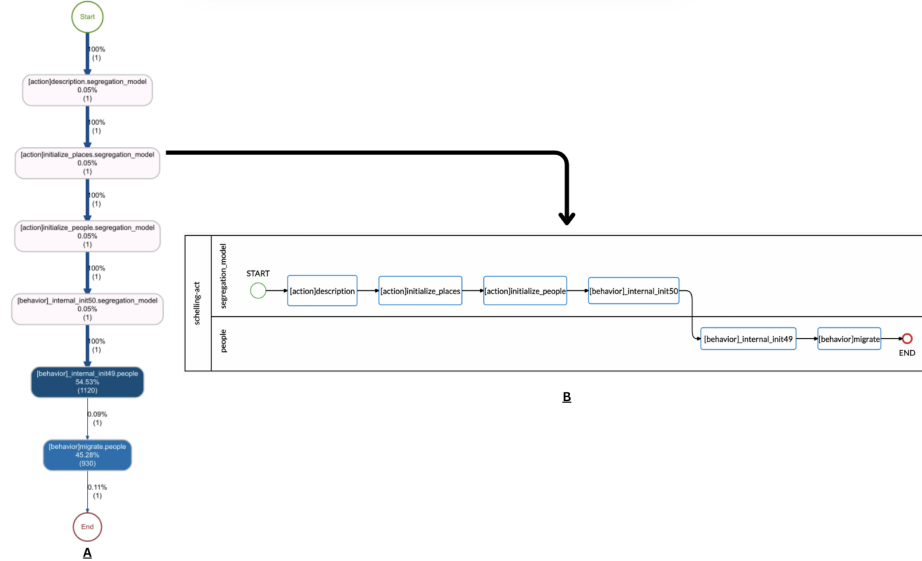 Start
100%
(1)
[action]description.segregation_model
0.05%
(1)
100%
(1)
[action]initialize_places.segregation_model
0.05%
(1)
100%
(1)
[action]initialize_people.segregation_model
0.05%
(1)
100%
(1)
[behavior]_internal_init50.segregation_model
0.05%
(1)
100%
(1)
[behavior]_internal_init49.people
54.53%
(1120)
0.09%
(1)
[behavior]migrate.people
45.28%
(930)
0.11%
(1)
End
A
schelling-act
segregation_model
START
[action]description
[action]initialize_places
[action]initialize_people
[behavior]_internal_init50
people
[behavior]_internal_init49
[behavior]migrate
END
B